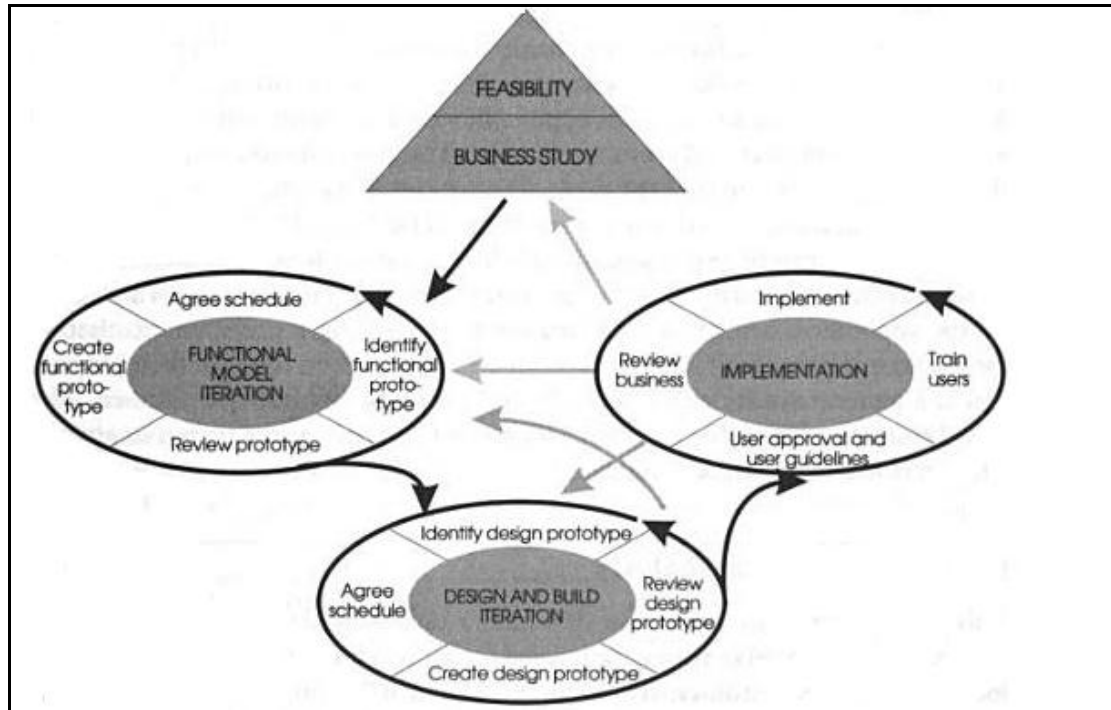 FEASIBILITY
BUSINESS STUDY
Agree schedule
Create
functional
proto-
type
FUNCTIONAL
MODEL
ITERATION
Identify
functional
proto-
type
Review prototype
Implement
Review
business
IMPLEMENTATION
Train
users
User approval and
user guidelines
Identify design prototype
Agree
schedule
DESIGN AND BUILD
ITERATION
Review
design
prototype
Create design prototype